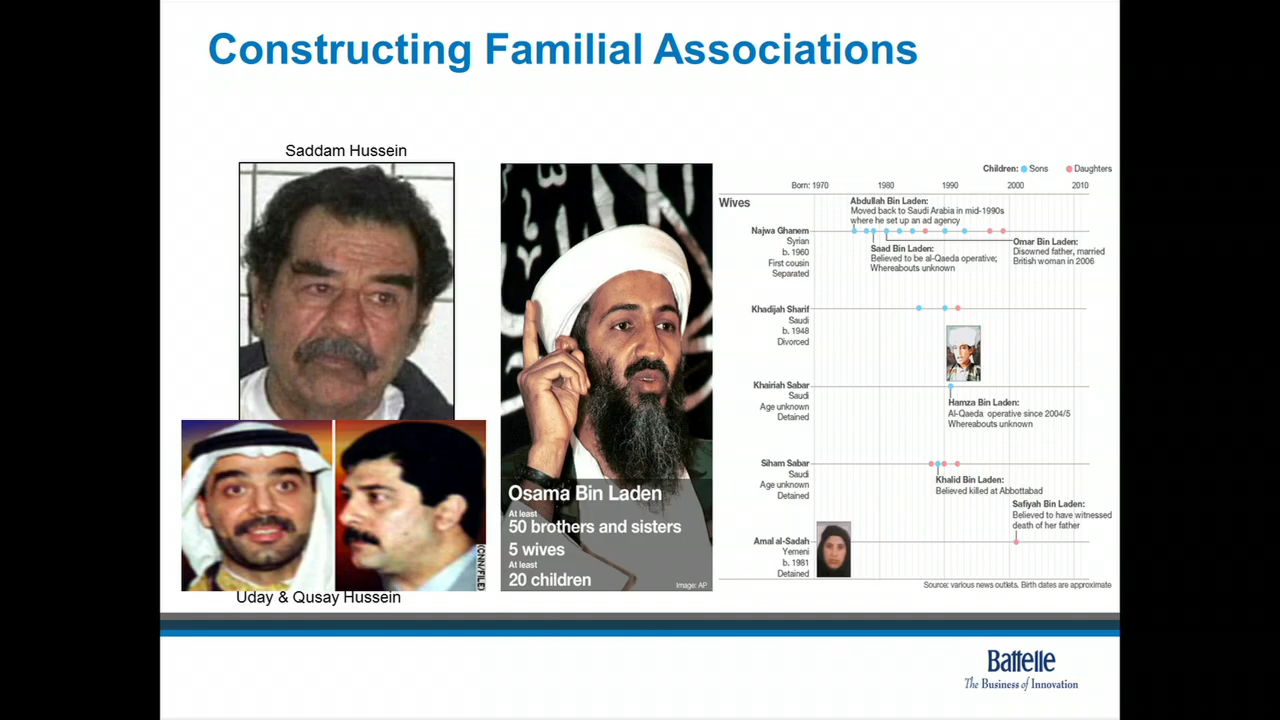 Constructing Familial Associations
Saddam Hussein
(CNN/FILE)
Uday & Qusay Hussein
Osama Bin Laden
At least
50 brothers and sisters
5 wives
At least
20 children
Image: AP
Children: Sons Daughters
Born: 1970 1980 1990 2000 2010
Wives
Abdullah Bin Laden:
Moved back to Saudi Arabia in mid-1990s
where he set up an ad agency
Najwa Ghanem
Syrian
b. 1960
First cousin
Separated
Saad Bin Laden:
Believed to be al-Qaeda operative;
Whereabouts unknown
Omar Bin Laden:
Disowned father, married
British woman in 2006
Khadijah Sharif
Saudi
b. 1948
Divorced
Khairiah Sabar
Saudi
Age unknown
Detained
Hamza Bin Laden:
Al-Qaeda operative since 2004/5
Whereabouts unknown
Siham Sabar
Saudi
Age unknown
Detained
Khalid Bin Laden:
Believed killed at Abbottabad
Safiyah Bin Laden:
Believed to have witnessed
death of her father
Amal al-Sadah
Yemeni
b. 1981
Detained
Source: various news outlets. Birth dates are approximate
Battelle
The Business of Innovation